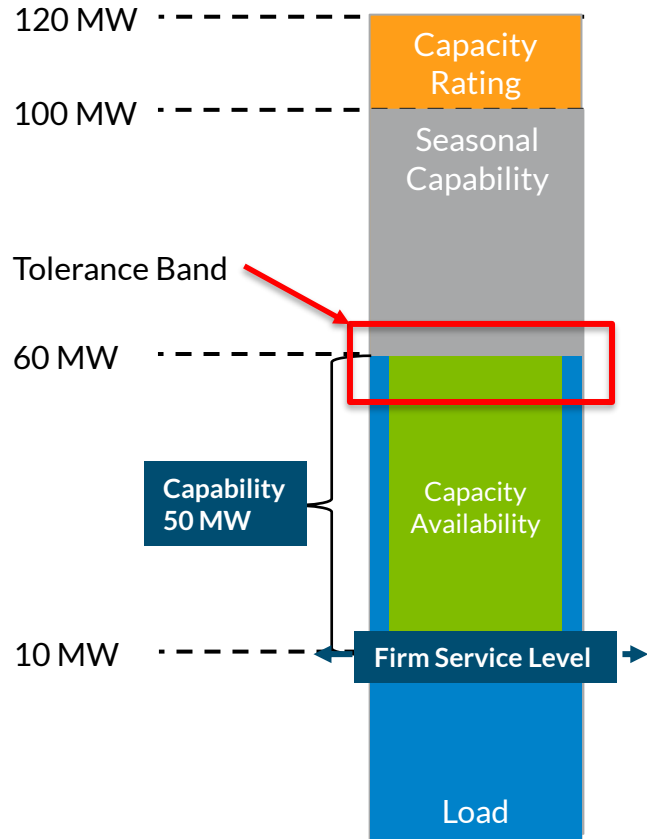 120 MW
Capacity
Rating
100 MW
Seasonal
Capability
Tolerance Band
60 MW
Capability
50 MW
Capacity
Availability
10 MW
Firm Service Level
Load